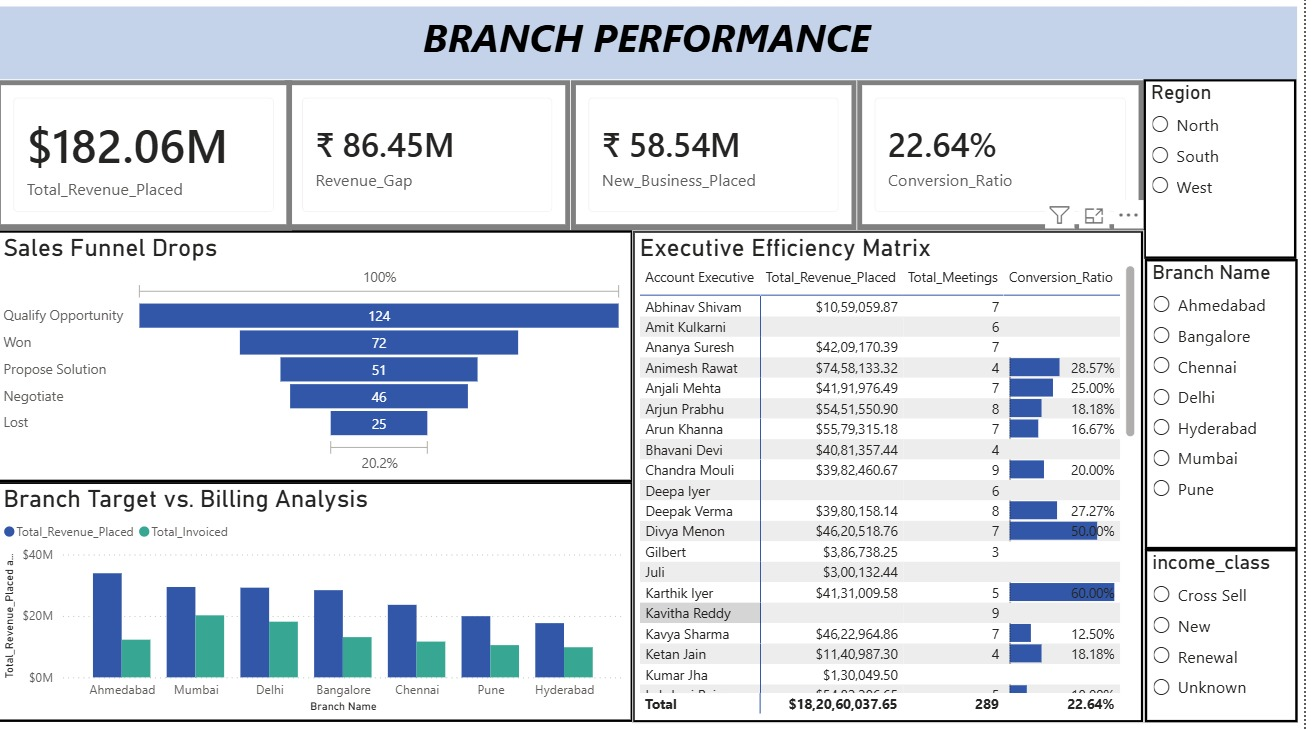 BRANCH PERFORMANCE
$182.06M
Total_Revenue_Placed
₹ 86.45M
Revenue_Gap
₹ 58.54M
New_Business_Placed
22.64%
Conversion_Ratio
Region
North
South
West
Sales Funnel Drops
100%
Qualify Opportunity 124
Won 72
Propose Solution 51
Negotiate 46
Lost 25
20.2%
Executive Efficiency Matrix
Account Executive Total_Revenue_Placed Total_Meetings Conversion_Ratio
Abhinav Shivam $10,59,059.87 7
Amit Kulkarni 6
Ananya Suresh $42,09,170.39 7
Animesh Rawat $74,58,133.32 4 28.57%
Anjali Mehta $41,91,976.49 7 25.00%
Arjun Prabhu $54,51,550.90 8 18.18%
Arun Khanna $55,79,315.18 7 16.67%
Bhavani Devi $40,81,357.44 4
Chandra Mouli $39,82,460.67 9 20.00%
Deepa Iyer 6
Deepak Verma $39,80,158.14 8 27.27%
Divya Menon $46,20,518.76 7 50.00%
Gilbert $3,86,738.25 3
Juli $3,00,132.44
Karthik Iyer $41,31,009.58 5 60.00%
Kavitha Reddy 9
Kavya Sharma $46,22,964.86 7 12.50%
Ketan Jain $11,40,987.30 4 18.18%
Kumar Jha $1,30,049.50
Total $18,20,60,037.65 289 22.64%
Branch Name
Ahmedabad
Bangalore
Chennai
Delhi
Hyderabad
Mumbai
Pune
Branch Target vs. Billing Analysis
Total_Revenue_Placed Total_Invoiced
Total_Revenue_Placed a...
$40M
$20M
$0M
Ahmedabad Mumbai Delhi Bangalore Chennai Pune Hyderabad
Branch Name
income_class
Cross Sell
New
Renewal
Unknown